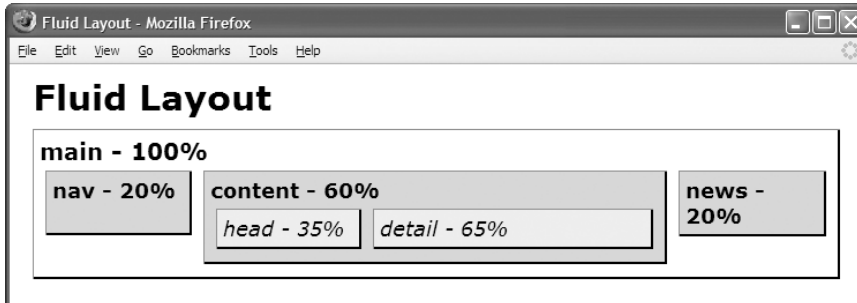 Fluid Layout - Mozilla Firefox
File Edit View Go Bookmarks Tools Help
Fluid Layout
main - 100%
nav - 20%
content - 60%
head - 35%
detail - 65%
news -
20%